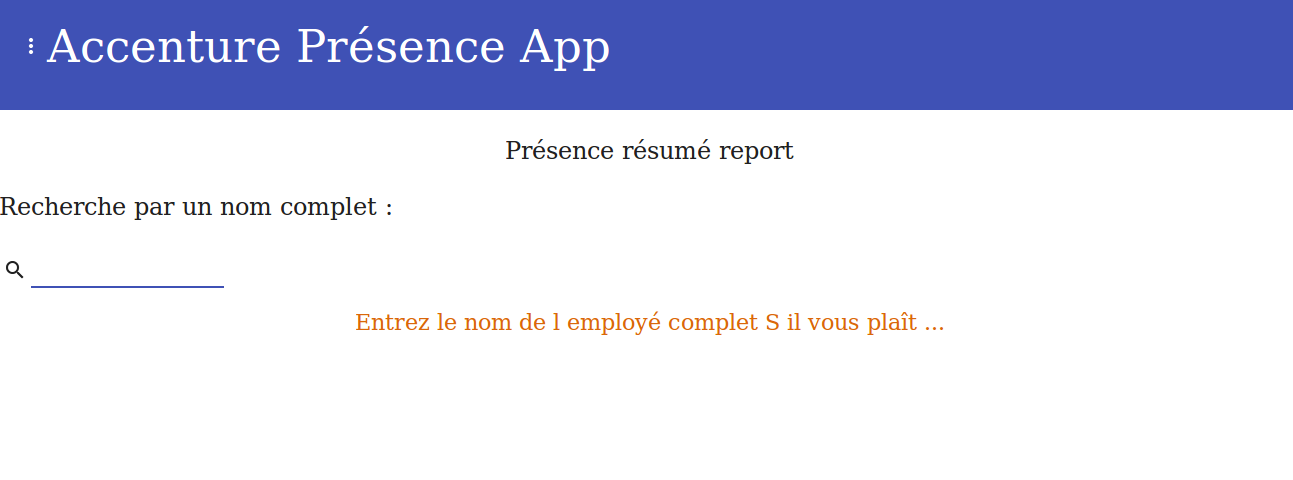 Accenture Présence App
Présence résumé report
Recherche par un nom complet :
Entrez le nom de l employé complet S il vous plaît ...